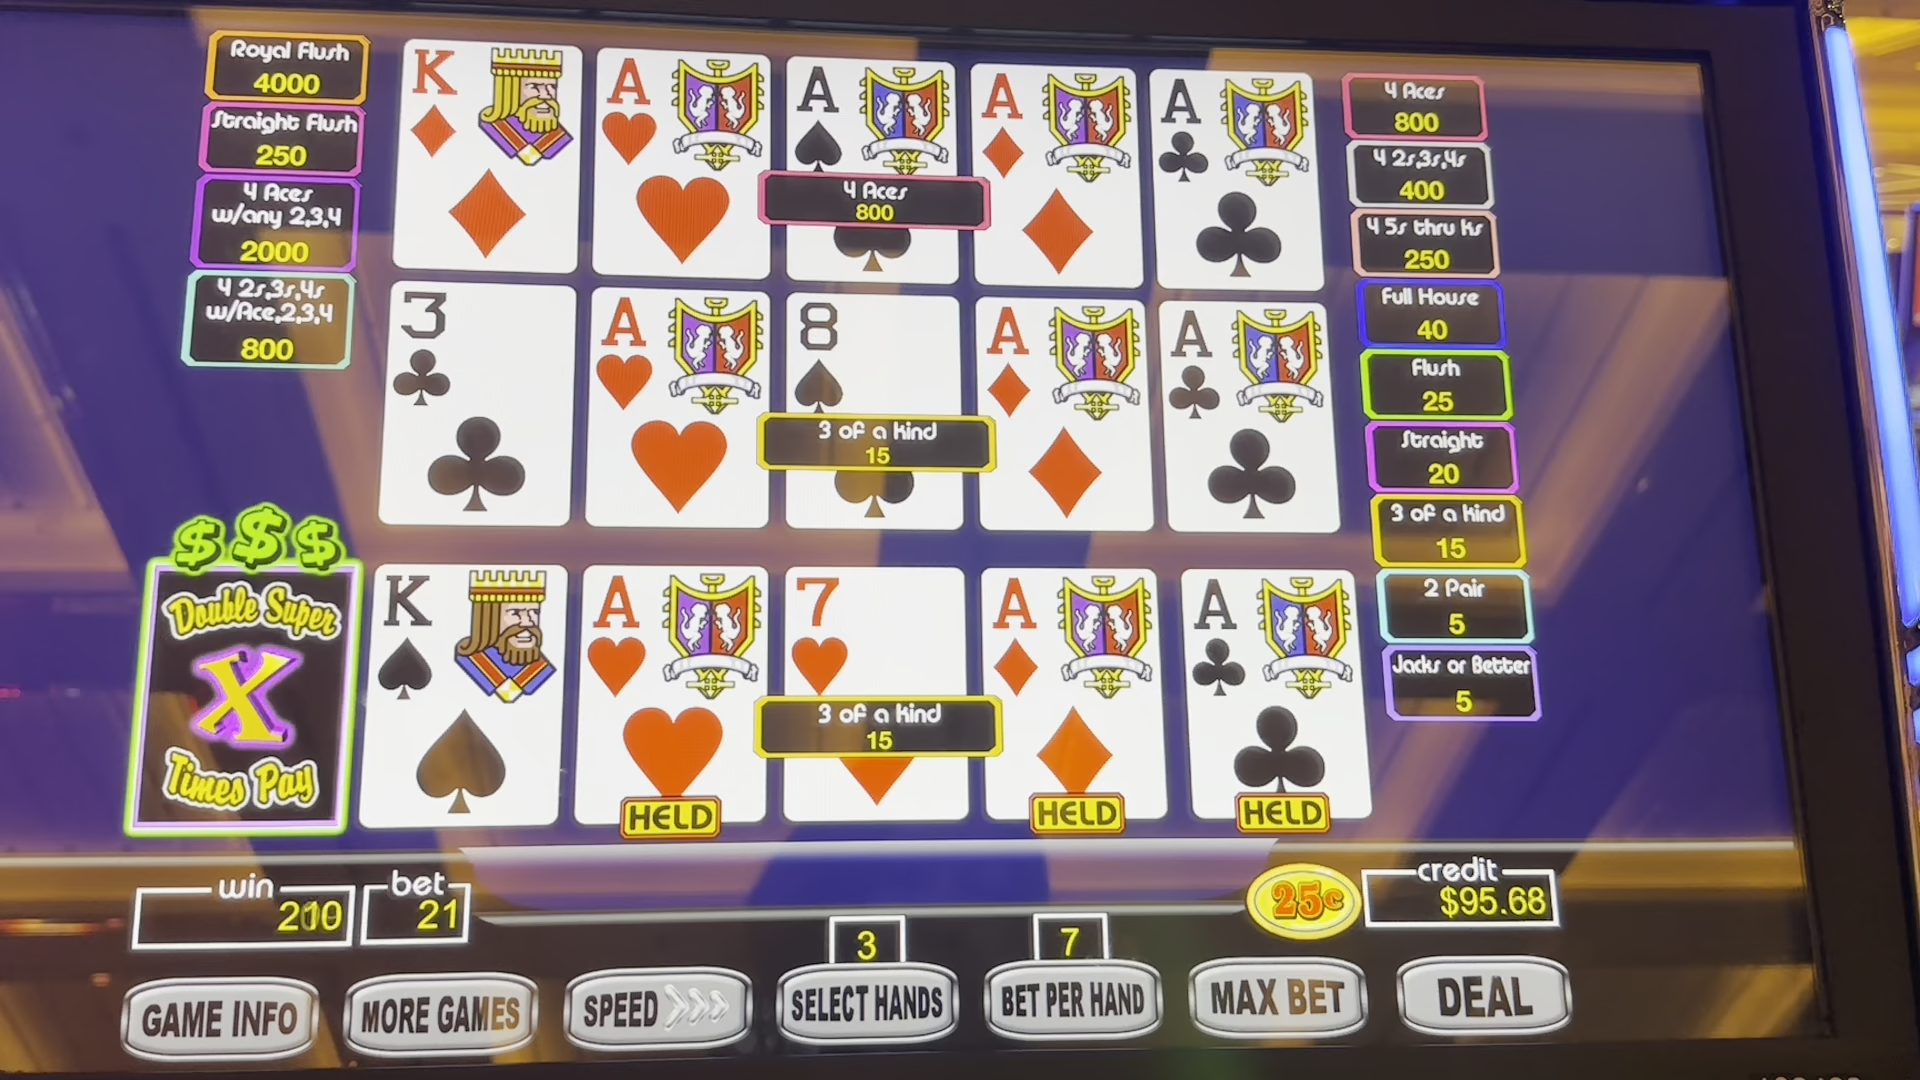 Royal Flush
4000
Straight Flush
250
4 Aces
w/any 2,3,4
2000
4 2s,3s,4s
w/Ace,2,3,4
800
K
A
A
A
A
4 Aces
800
3
A
8
A
A
3 of a kind
15
K
A
7
A
A
3 of a kind
15
HELD
HELD
HELD
4 Aces
800
4 2s,3s,4s
400
4 5s thru Ks
250
Full House
40
Flush
25
Straight
20
3 of a kind
15
2 Pair
5
Jacks or Better
5
$$$
Double Super
X
Times Pay
win
bet
21
3
7
25¢
credit
$95.68
GAME INFO
MORE GAMES
SPEED
SELECT HANDS
BET PER HAND
MAX BET
DEAL